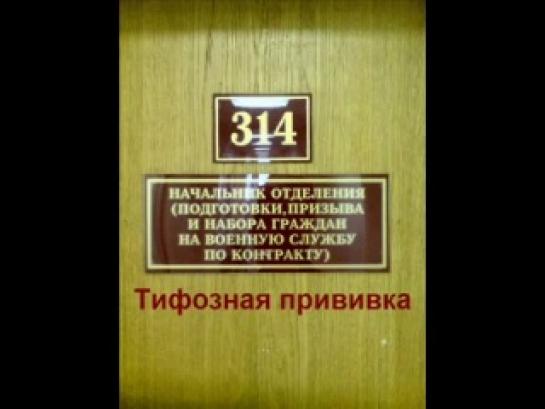 314
НАЧАЛЬНИК ОТДЕЛЕНИЯ
(ПОДГОТОВКИ, ПРИЗЫВА
И НАБОРА ГРАЖДАН
НА ВОЕННУЮ СЛУЖБУ
ПО КОНТРАКТУ)
Тифозная прививка